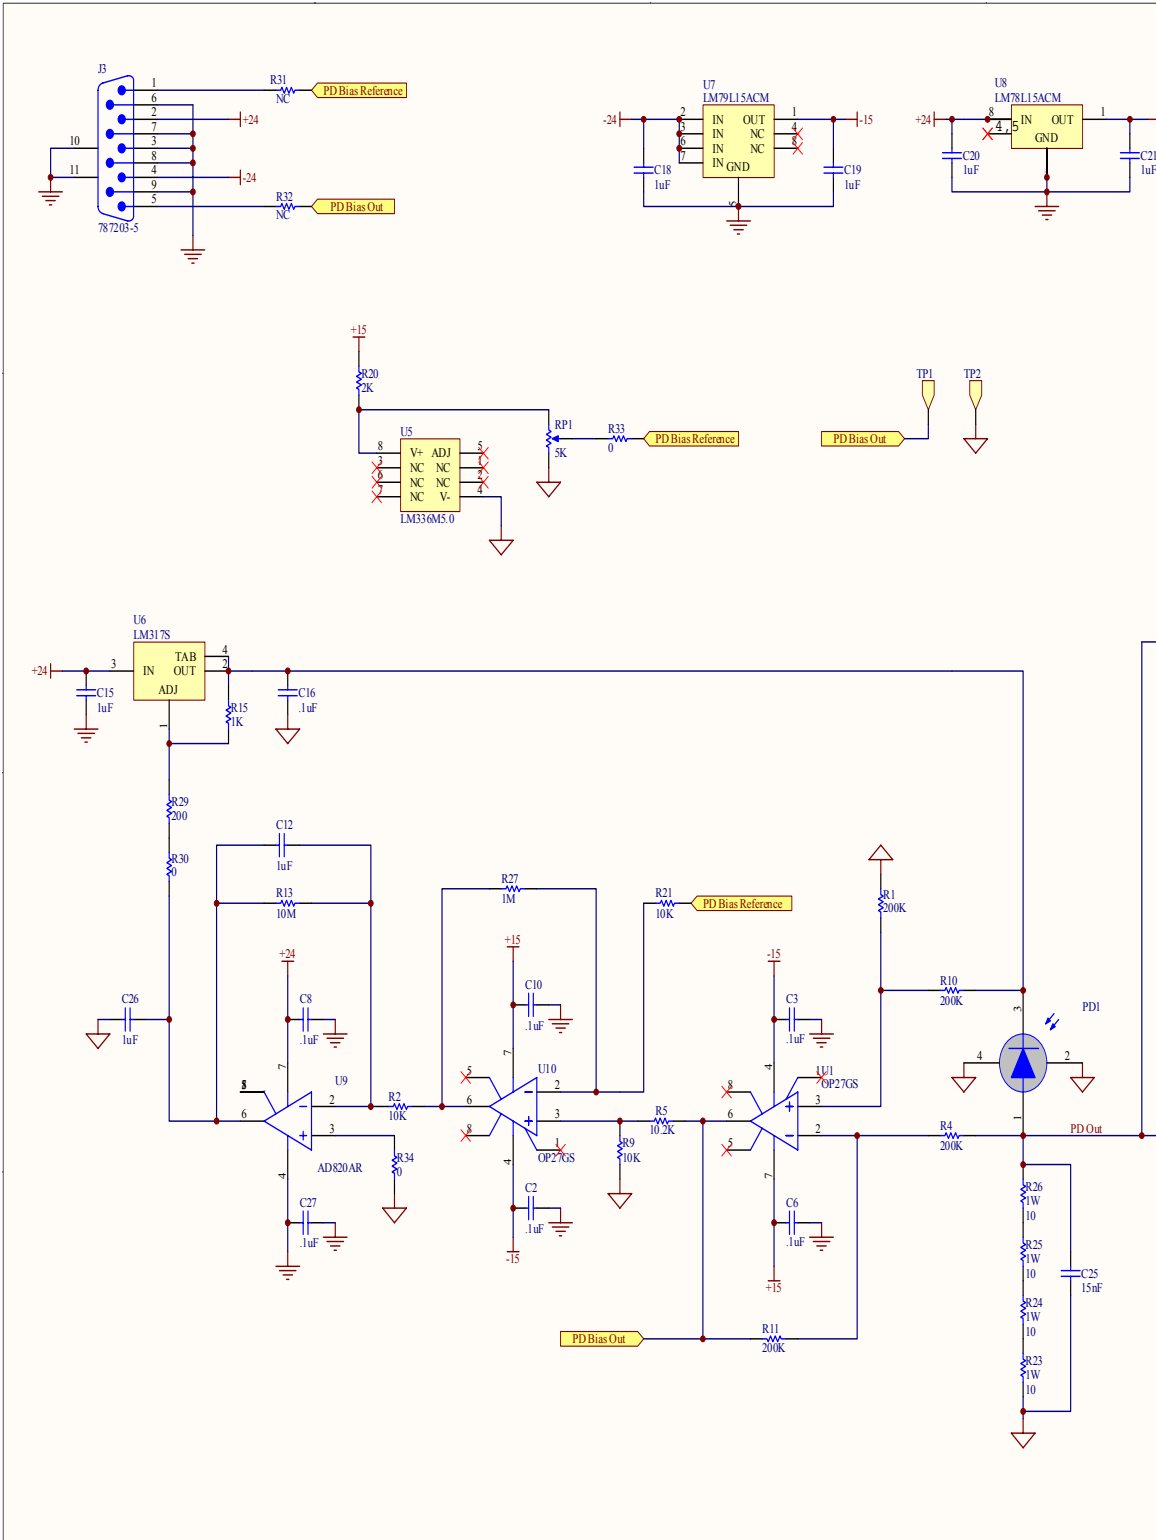 J3
1
6
2
7
3
8
4
9
5
10
11
787203-5
R31
NC
PD Bias Reference
+24
-24
R32
NC
PD Bias Out
U7
LM79L15ACM
-24
2
3
6
7
IN
IN
IN
IN
OUT
NC
NC
GND
1
4
8
5
-15
C18
1uF
C19
1uF
U8
LM78L15ACM
+24
8
4, 5
IN
OUT
GND
1
C20
1uF
C21
1uF
+15
R20
2K
U5
8
3
6
7
V+
NC
NC
NC
ADJ
NC
NC
V-
5
1
2
4
LM336M5.0
RP1
5K
R33
0
PD Bias Reference
TP1
TP2
PD Bias Out
U6
LM317S
+24
3
IN
TAB
OUT
ADJ
4
2
1
C15
1uF
R15
1K
C16
.1uF
R29
200
R30
0
C12
1uF
R13
10M
+24
C8
.1uF
C26
1uF
7
U9
6
2
3
4
AD820AR
R2
10K
R34
0
C27
.1uF
R27
1M
+15
C10
.1uF
7
U10
5
6
8
2
3
1
4
OP27GS
C2
.1uF
-15
R21
10K
PD Bias Reference
R5
10.2K
R9
10K
-15
C3
.1uF
4
1
U1
OP27GS
8
6
5
3
2
7
C6
.1uF
+15
PD Bias Out
R11
200K
R1
200K
R10
200K
R4
200K
PD1
3
4
2
1
PD Out
R26
1W
10
R25
1W
10
R24
1W
10
R23
1W
10
C25
15nF